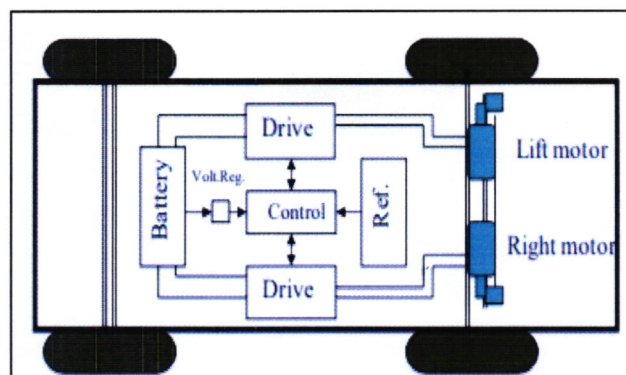 Drive
Lift motor
Volt.Reg.
Battery
Control
Ref.
Right motor
Drive